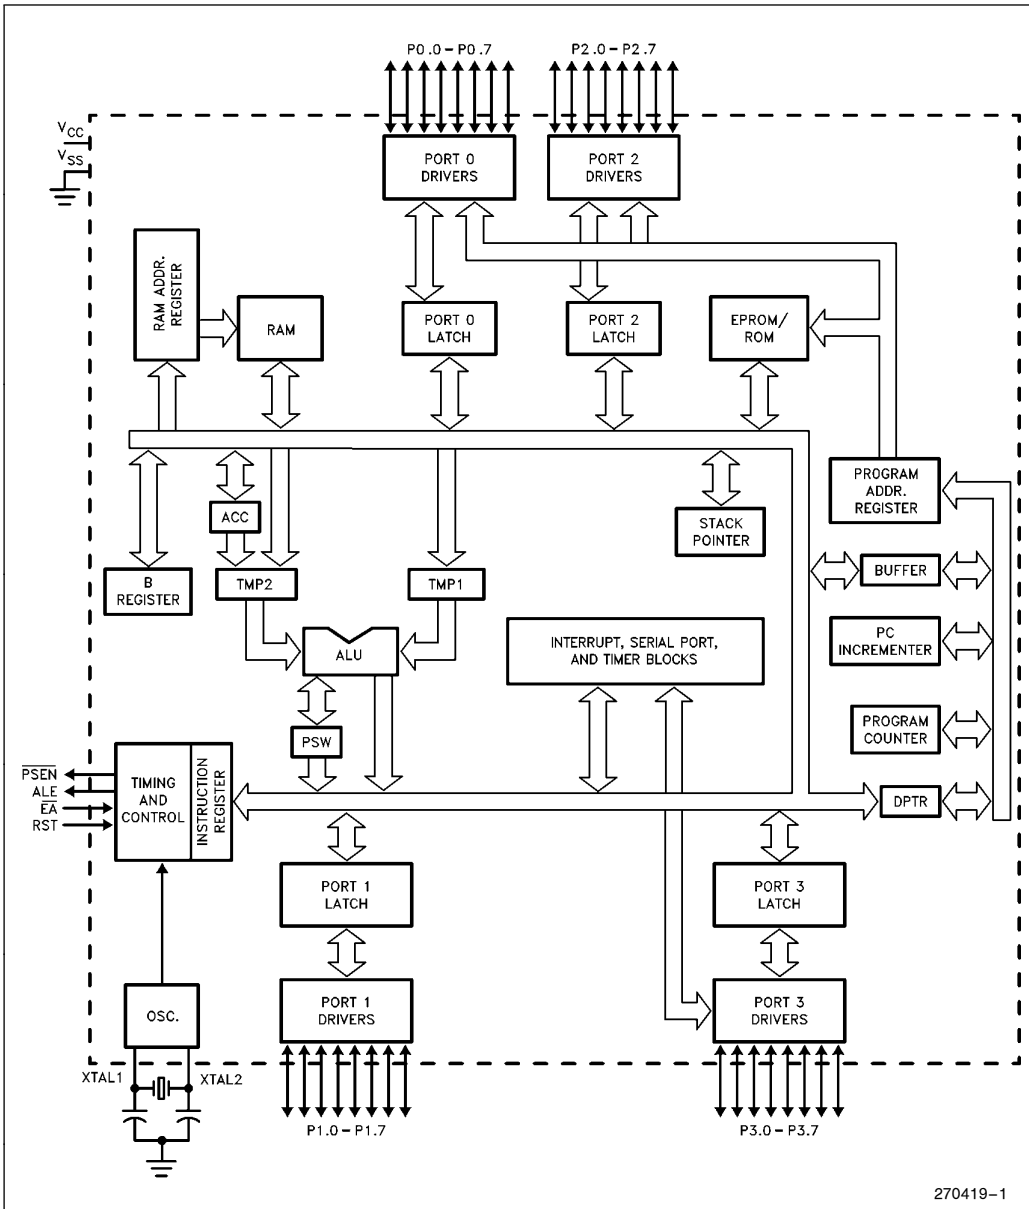 P0.0–P0.7
P2.0–P2.7
VCC
VSS
PORT 0
DRIVERS
PORT 2
DRIVERS
RAM ADDR.
REGISTER
RAM
PORT 0
LATCH
PORT 2
LATCH
EPROM/
ROM
PROGRAM
ADDR.
REGISTER
ACC
STACK
POINTER
B
REGISTER
TMP2
TMP1
BUFFER
ALU
INTERRUPT, SERIAL PORT,
AND TIMER BLOCKS
PC
INCREMENTER
PSW
PROGRAM
COUNTER
P̅S̅E̅N̅
ALE
E̅A̅
RST
TIMING
AND
CONTROL
INSTRUCTION
REGISTER
DPTR
PORT 1
LATCH
PORT 3
LATCH
OSC.
PORT 1
DRIVERS
PORT 3
DRIVERS
XTAL1
XTAL2
P1.0–P1.7
P3.0–P3.7
270419–1